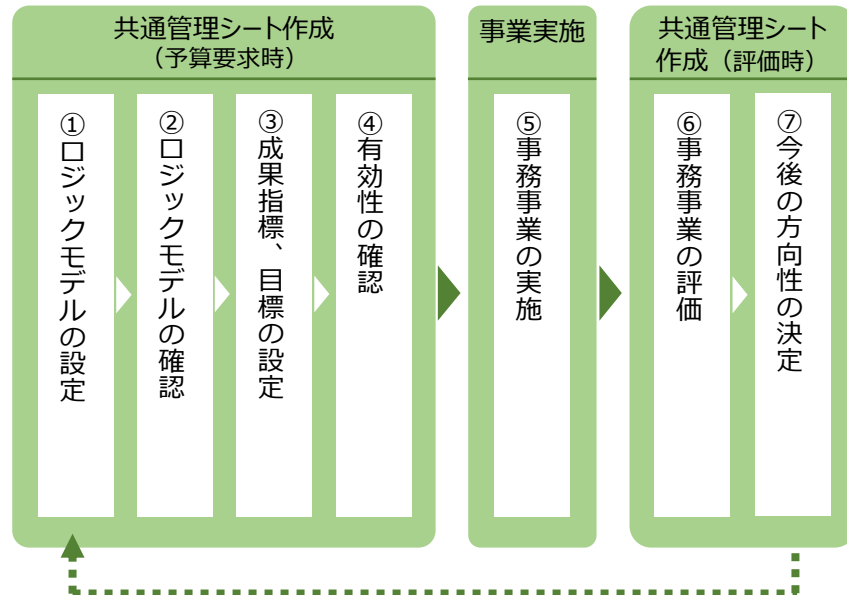 共通管理シート作成
（予算要求時）
①ロジックモデルの設定
②ロジックモデルの確認
③成果指標、目標の設定
④有効性の確認
事業実施
⑤事務事業の実施
共通管理シート
作成（評価時）
⑥事務事業の評価
⑦今後の方向性の決定